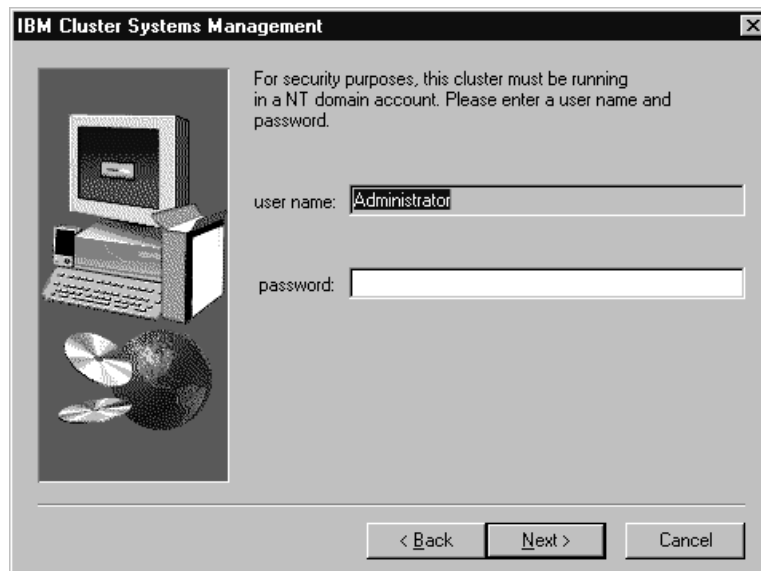 IBM Cluster Systems Management
For security purposes, this cluster must be running
in a NT domain account. Please enter a user name and
password.
user name: Administrator
password:
< Back Next > Cancel